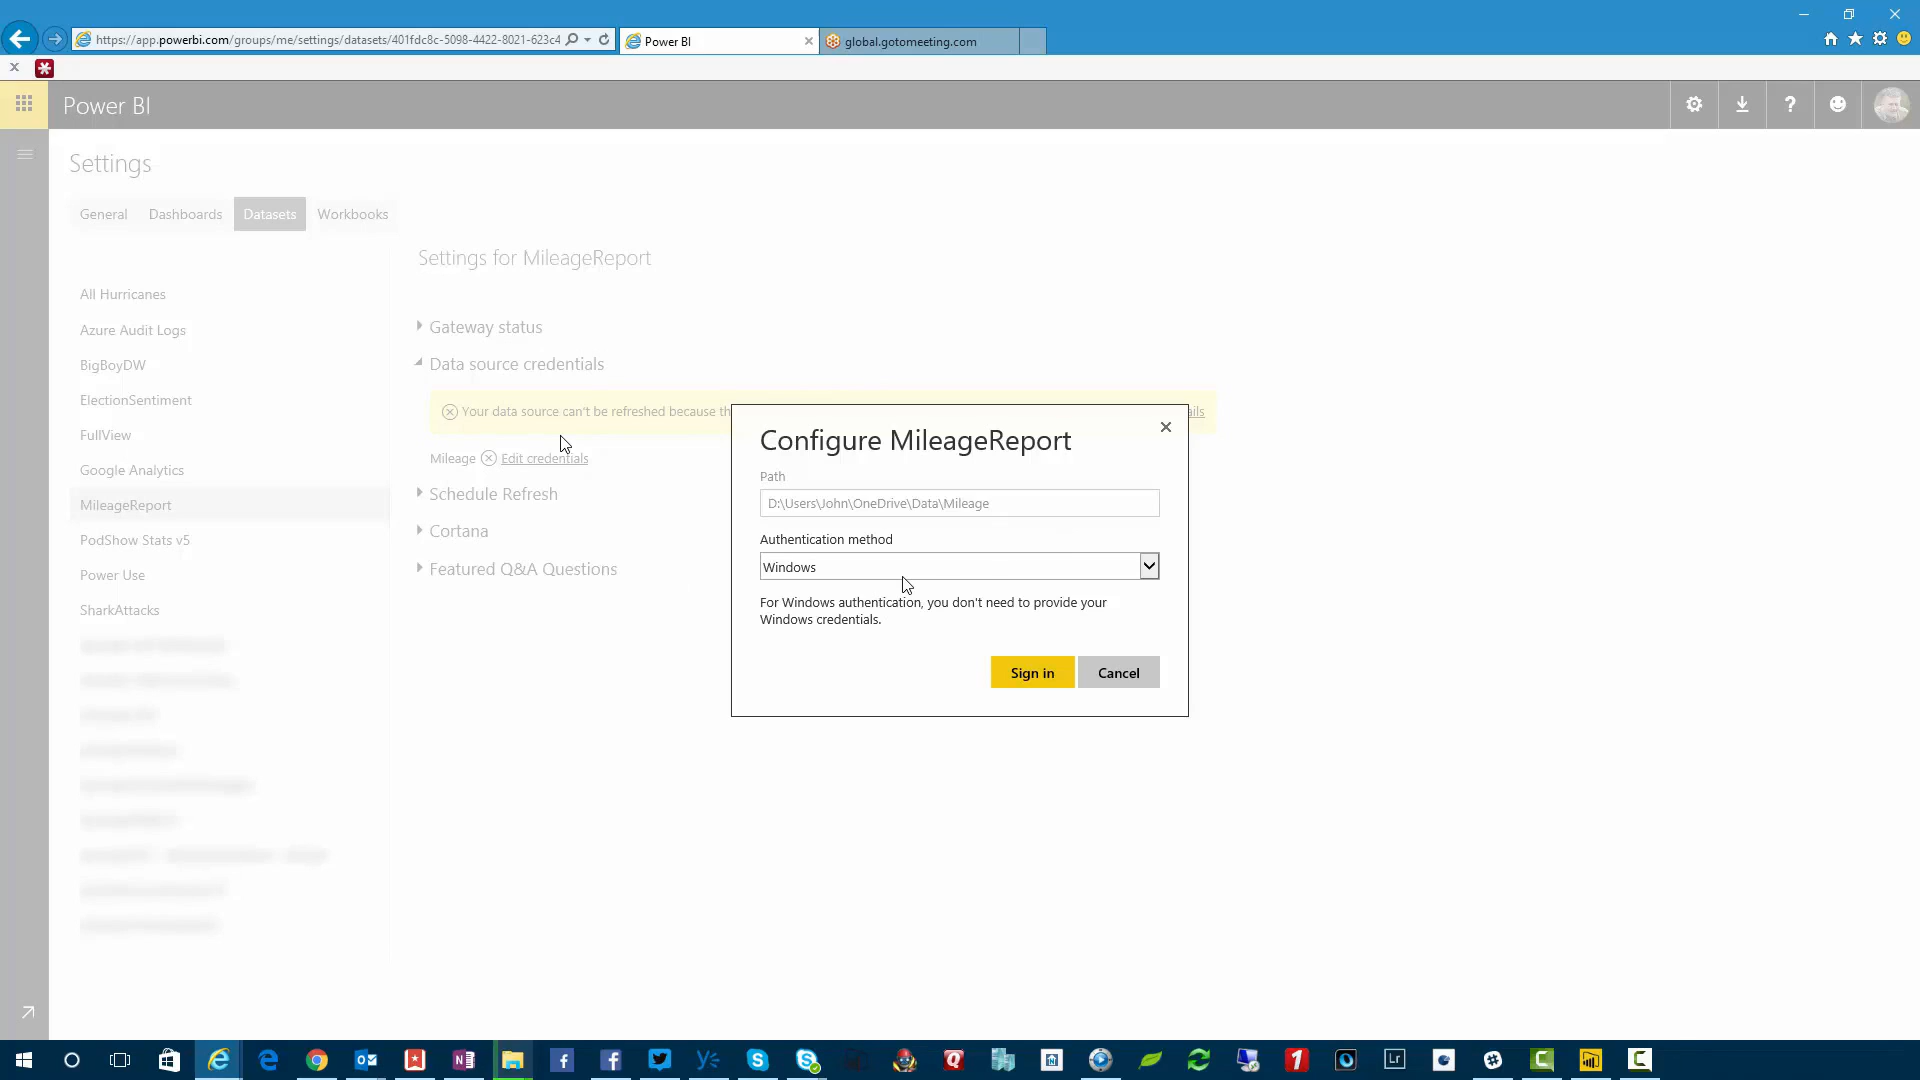 https://app.powerbi.com/groups/me/settings/datasets/401fdc8c-5098-4422-8021-623c4
Power BI
global.gotomeeting.com
Power BI
Settings
General
Dashboards
Datasets
Workbooks
Settings for MileageReport
All Hurricanes
Azure Audit Logs
BigBoyDW
ElectionSentiment
FullView
Google Analytics
MileageReport
PodShow Stats v5
Power Use
SharkAttacks
Gateway status
Data source credentials
Your data source can't be refreshed because th
ails
Mileage
Edit credentials
Schedule Refresh
Cortana
Featured Q&A Questions
Configure MileageReport
Path
D:\Users\John\OneDrive\Data\Mileage
Authentication method
Windows
For Windows authentication, you don't need to provide your
Windows credentials.
Sign in
Cancel